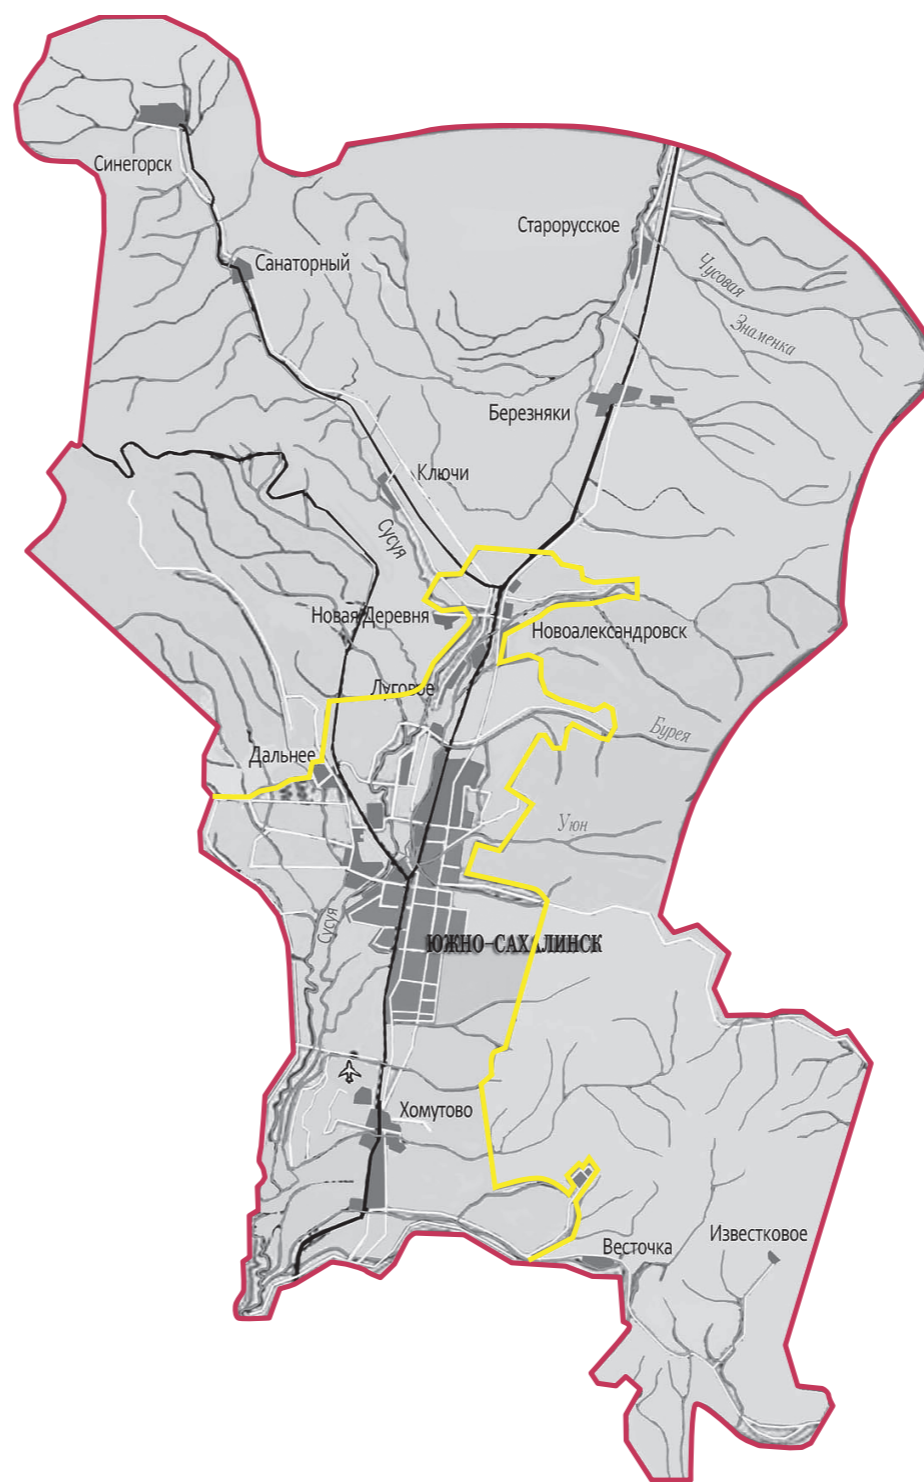 Синегорск
Старорусское
Санаторный
Чусовая
Знаменка
Березняки
Ключи
Сусуя
Новая Деревня
Новоалександровск
Луговое
Бурея
Дальнее
Уюн
Сусуя
ЮЖНО-САХАЛИНСК
Хомутово
Известковое
Весточка